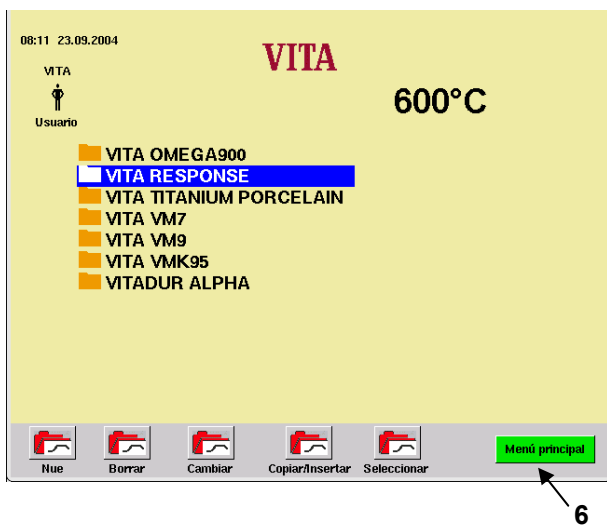 08:11 23.09.2004
VITA
VITA
600°C
Usuario
VITA OMEGA900
VITA RESPONSE
VITA TITANIUM PORCELAIN
VITA VM7
VITA VM9
VITA VMK95
VITADUR ALPHA
Nue Borrar Cambiar Copiar/Insertar Seleccionar
Menú principal
6